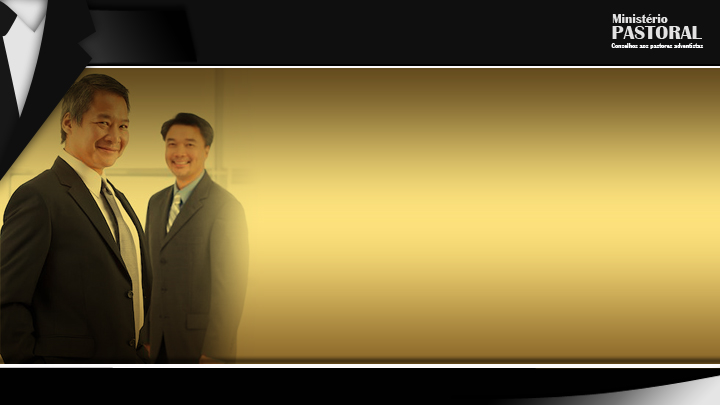 Ministério
PASTORAL
Conselhos aos pastores adventistas